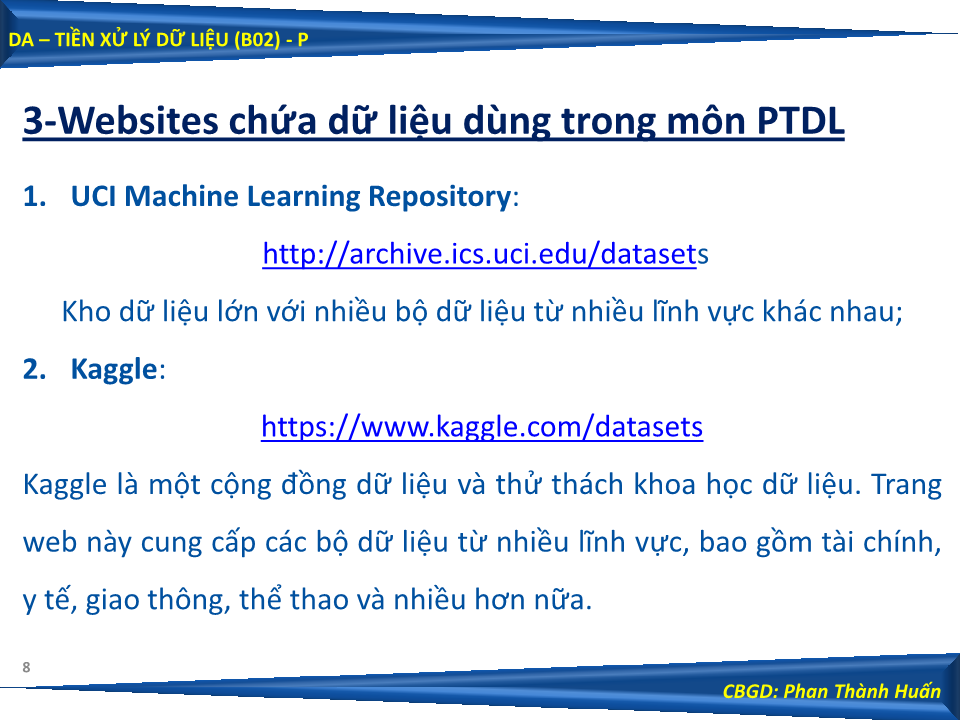 DA – TIỀN XỬ LÝ DỮ LIỆU (B02) - P
3-Websites chứa dữ liệu dùng trong môn PTDL
1. UCI Machine Learning Repository:
http://archive.ics.uci.edu/datasets
Kho dữ liệu lớn với nhiều bộ dữ liệu từ nhiều lĩnh vực khác nhau;
2. Kaggle:
https://www.kaggle.com/datasets
Kaggle là một cộng đồng dữ liệu và thử thách khoa học dữ liệu. Trang
web này cung cấp các bộ dữ liệu từ nhiều lĩnh vực, bao gồm tài chính,
y tế, giao thông, thể thao và nhiều hơn nữa.
8
CBGD: Phan Thành Huấn